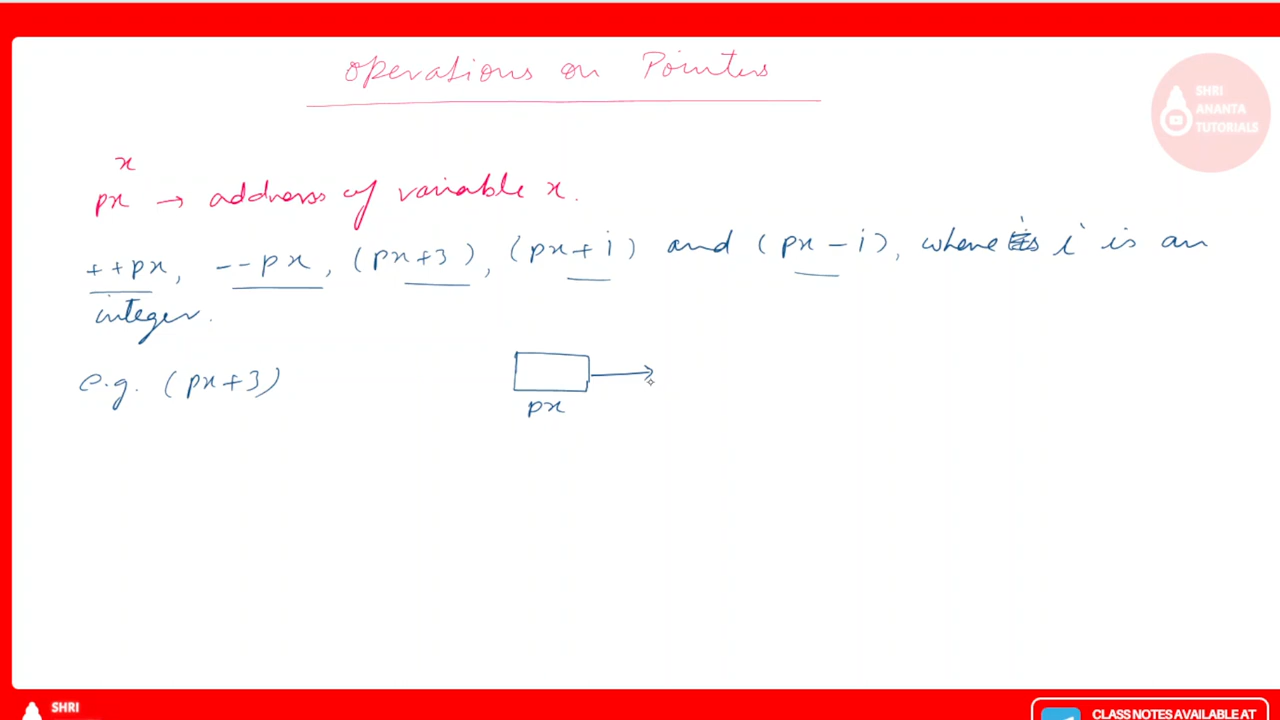 Operations on Pointers
SHRI
ANANTA
TUTORIALS
x
px → address of variable x.
++px, --px, (px+3), (px+i) and (px-i), where i is an
integer.
e.g. (px+3)
px
SHRI
CLASS NOTES AVAILABLE AT